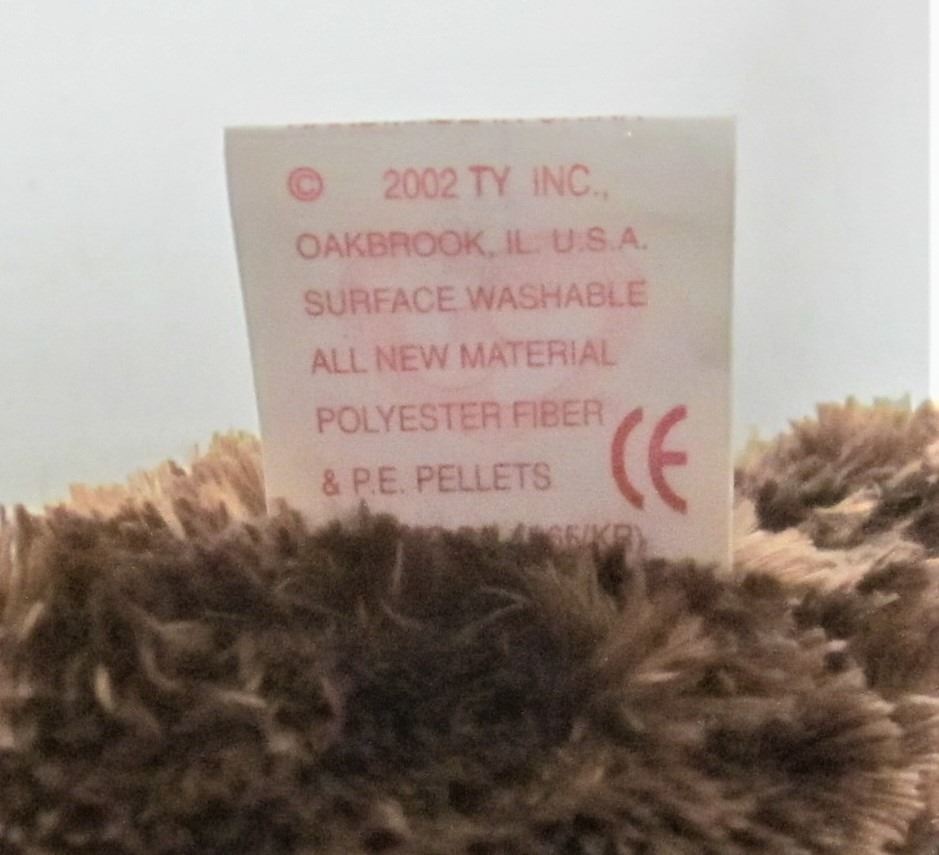 © 2002 TY INC.,
OAKBROOK, IL. U.S.A.
SURFACE WASHABLE
ALL NEW MATERIAL
POLYESTER FIBER
& P.E. PELLETS
CE